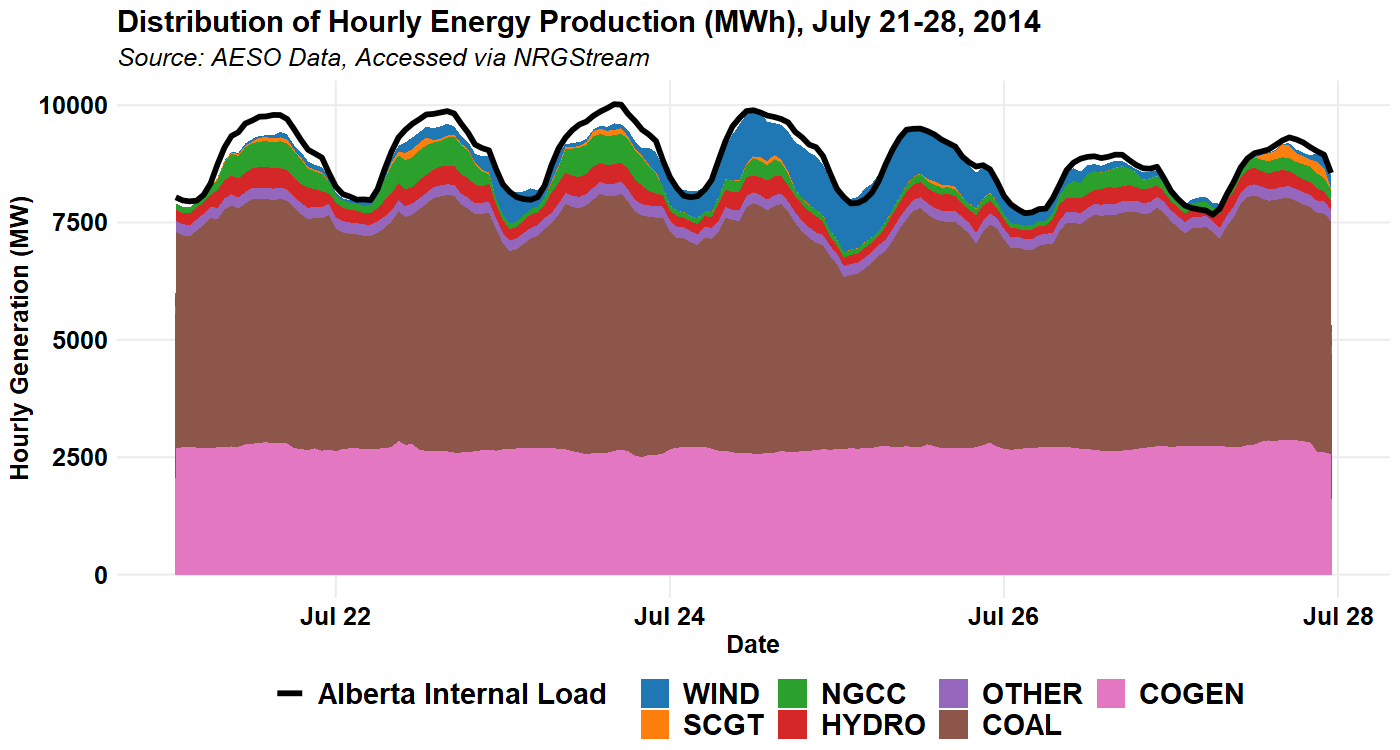 Distribution of Hourly Energy Production (MWh), July 21-28, 2014
Source: AESO Data, Accessed via NRGStream
Hourly Generation (MW)
10000
7500
5000
2500
0
Jul 22
Jul 24
Jul 26
Jul 28
Date
Alberta Internal Load
WIND
NGCC
OTHER
COGEN
SCGT
HYDRO
COAL